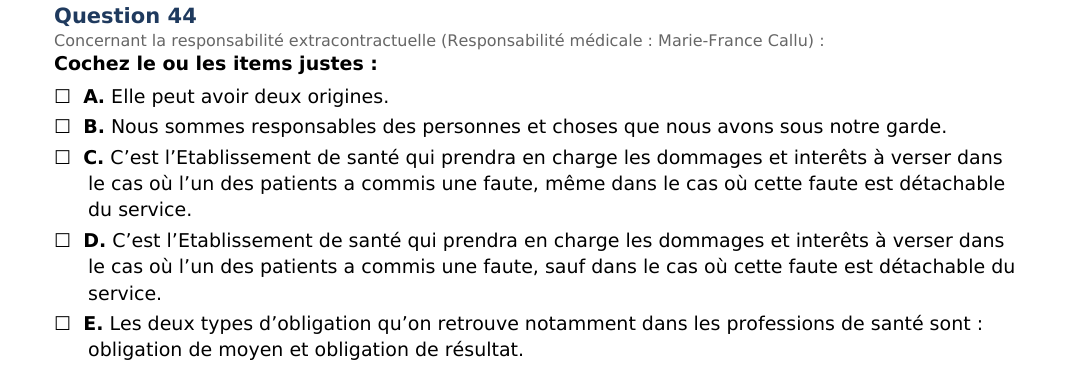 Question 44
Concernant la responsabilité extracontractuelle (Responsabilité médicale : Marie-France Callu) :
Cochez le ou les items justes :
☐ A. Elle peut avoir deux origines.
☐ B. Nous sommes responsables des personnes et choses que nous avons sous notre garde.
☐ C. C’est l’Etablissement de santé qui prendra en charge les dommages et interêts à verser dans
le cas où l’un des patients a commis une faute, même dans le cas où cette faute est détachable
du service.
☐ D. C’est l’Etablissement de santé qui prendra en charge les dommages et interêts à verser dans
le cas où l’un des patients a commis une faute, sauf dans le cas où cette faute est détachable du
service.
☐ E. Les deux types d’obligation qu’on retrouve notamment dans les professions de santé sont :
obligation de moyen et obligation de résultat.